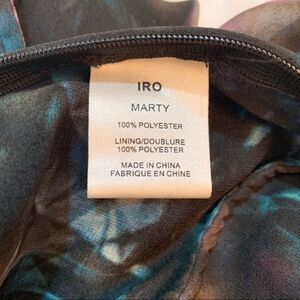 IRO
MARTY
100% POLYESTER
LINING/DOUBLURE
100% POLYESTER
MADE IN CHINA
FABRIQUE EN CHINE